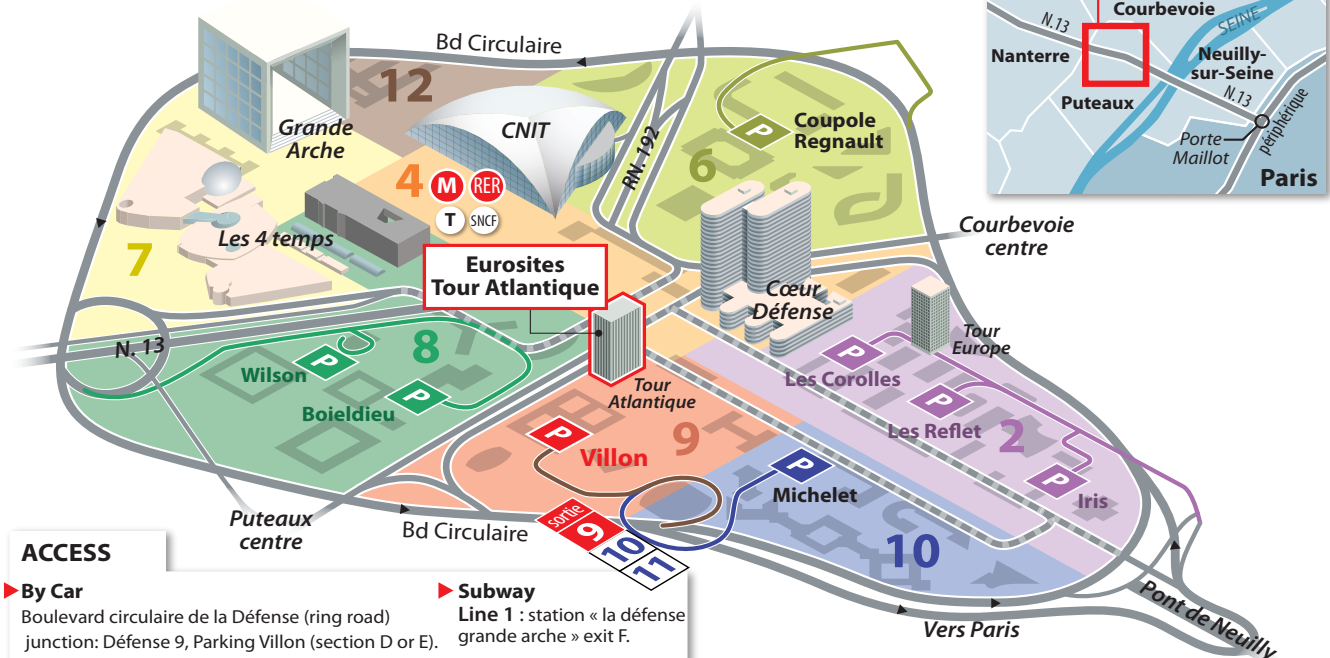 Bd Circulaire
12
Grande
Arche
CNIT
RN. 192
P
Coupole
Regnault
6
4
M
RER
T
SNCF
Les 4 temps
7
Eurosites
Tour Atlantique
Cœur
Défense
Courbevoie
centre
Tour
Europe
N. 13
8
P
Wilson
P
Boieldieu
Tour
Atlantique
P
Les Corolles
P
Les Reflet
2
P
Iris
P
Villon
9
P
Michelet
10
Puteaux
centre
Bd Circulaire
sortie
9
10
11
Vers Paris
Pont de Neuilly
Courbevoie
N.13
SEINE
Nanterre
Neuilly-
sur-Seine
Puteaux
N.13
Porte
Maillot
périphérique
Paris
ACCESS
By Car
Boulevard circulaire de la Défense (ring road)
junction: Défense 9, Parking Villon (section D or E).
Subway
Line 1 : station « la défense
grande arche » exit F.